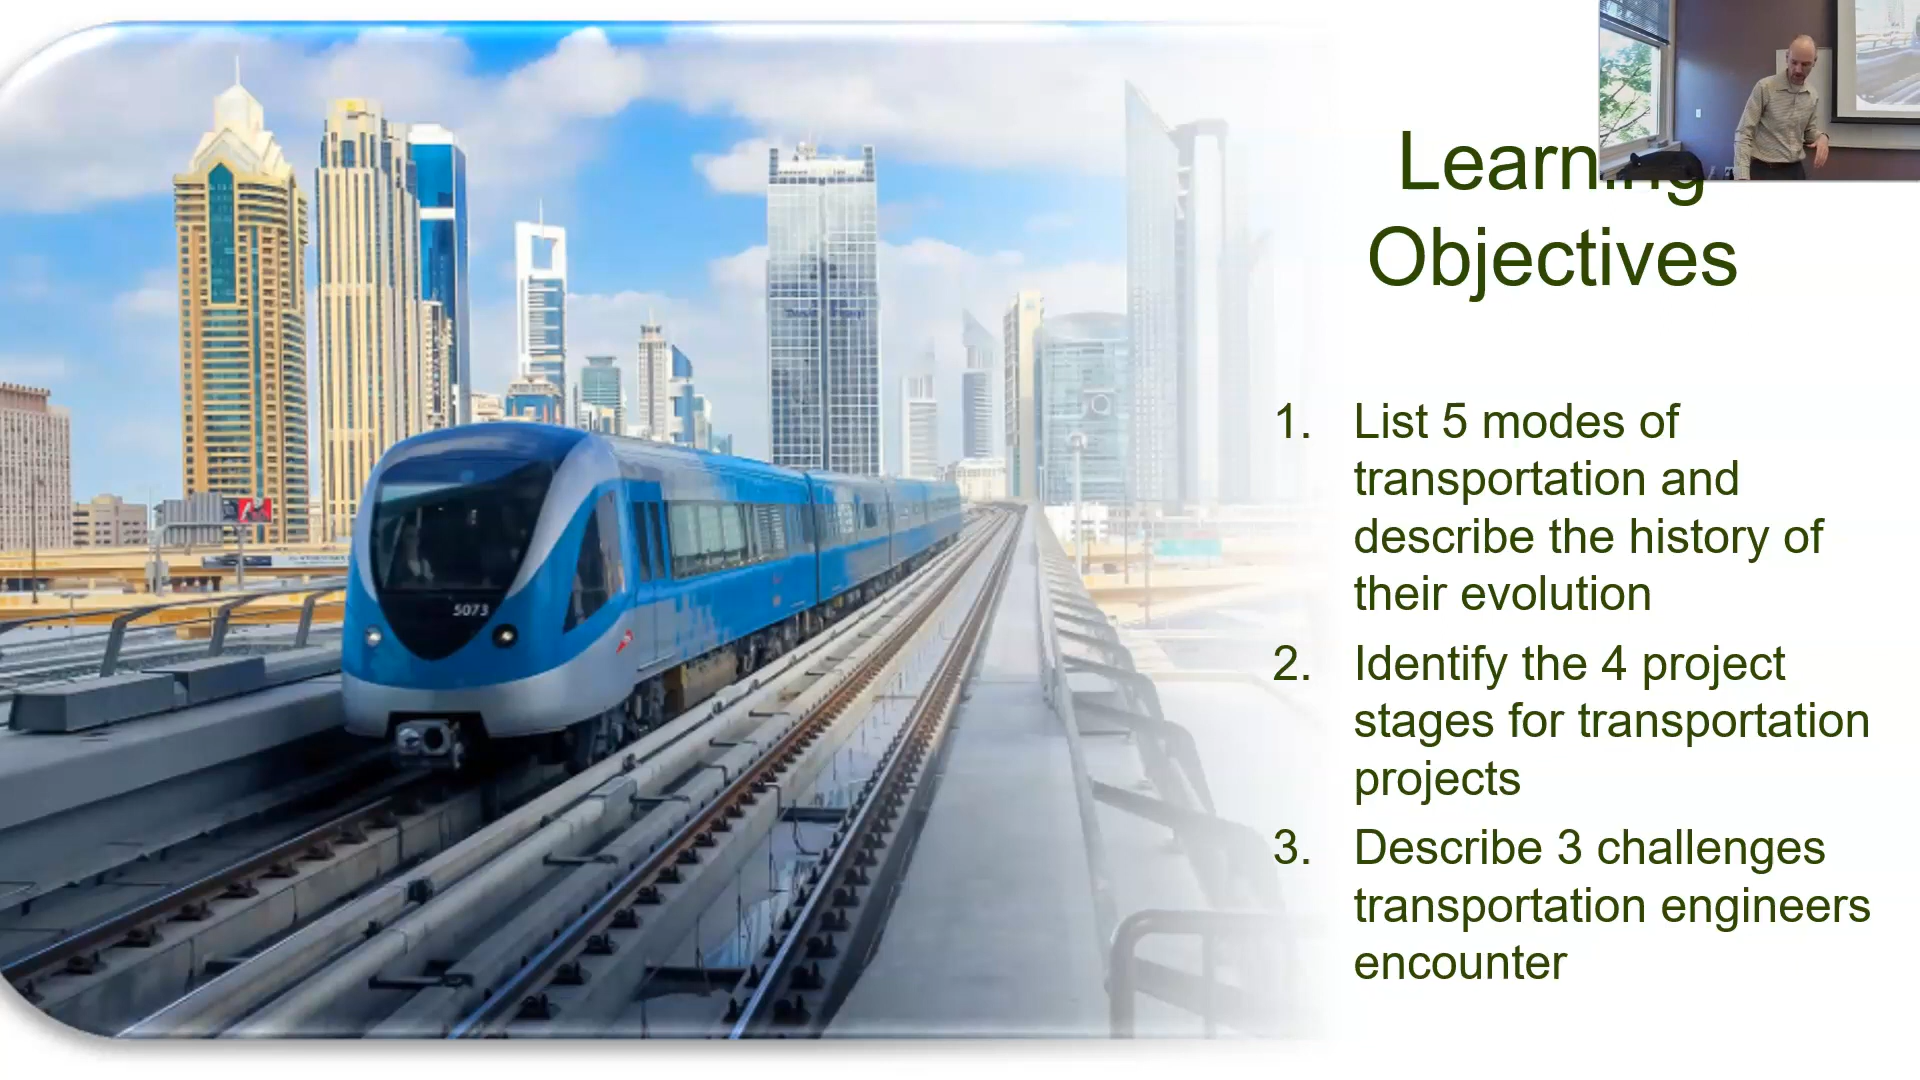 Learning
Objectives
1. List 5 modes of
transportation and
describe the history of
their evolution
2. Identify the 4 project
stages for transportation
projects
3. Describe 3 challenges
transportation engineers
encounter
5073